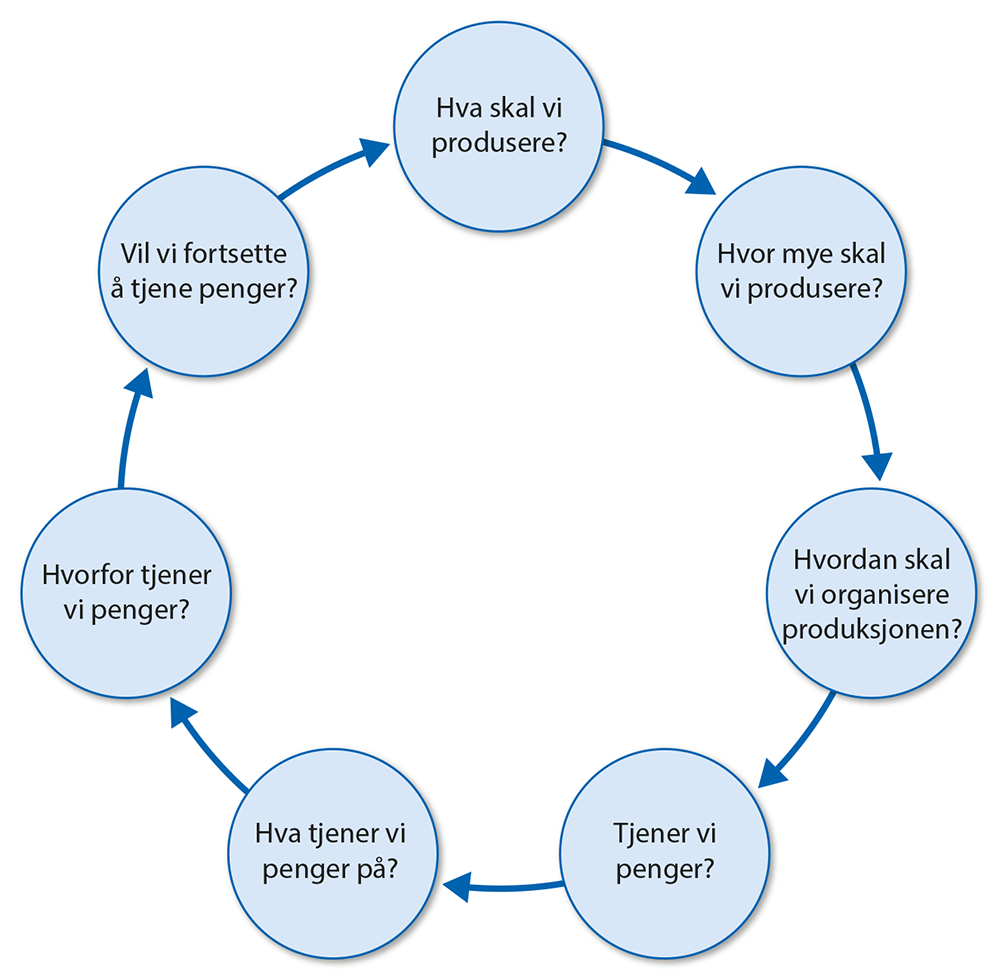 Hva skal vi
produsere?
Hvor mye skal
vi produsere?
Hvordan skal
vi organisere
produksjonen?
Tjener vi
penger?
Hva tjener vi
penger på?
Hvorfor tjener
vi penger?
Vil vi fortsette
å tjene penger?